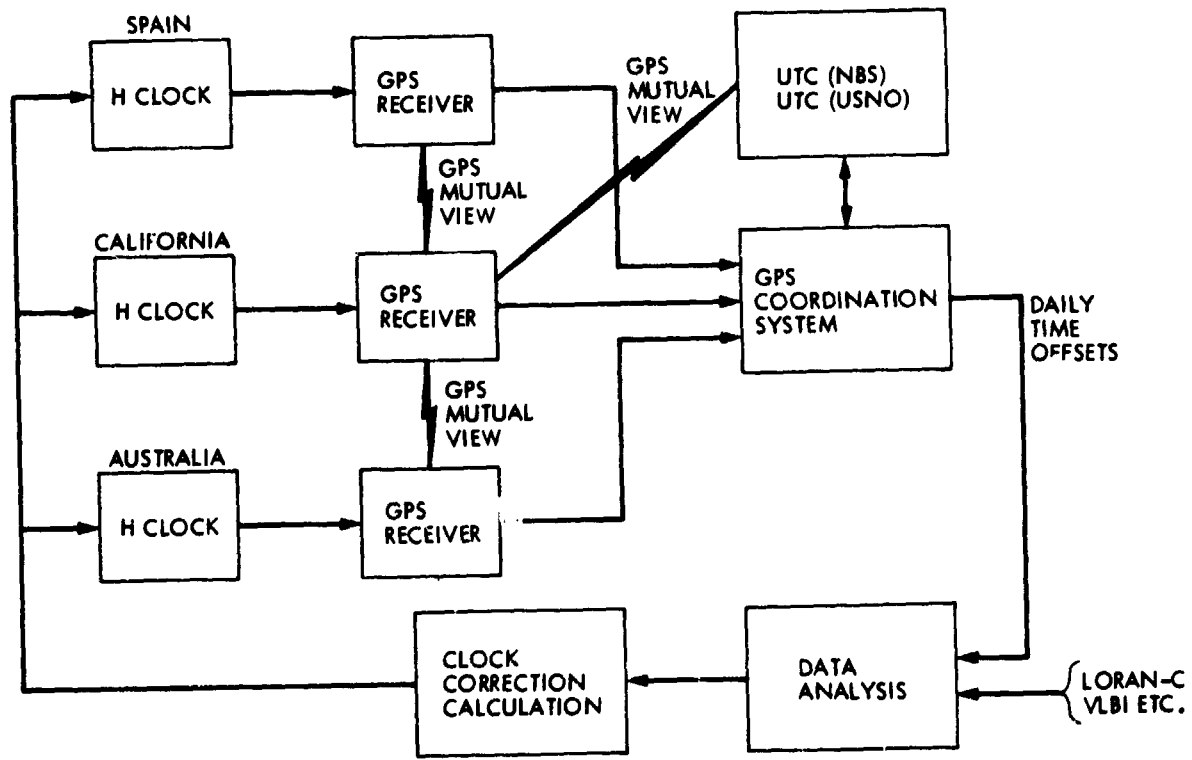 SPAIN
H CLOCK
GPS
RECEIVER
GPS
MUTUAL
VIEW
UTC (NBS)
UTC (USNO)
GPS
MUTUAL
VIEW
CALIFORNIA
H CLOCK
GPS
RECEIVER
GPS
COORDINATION
SYSTEM
DAILY
TIME
OFFSETS
GPS
MUTUAL
VIEW
AUSTRALIA
H CLOCK
GPS
RECEIVER
CLOCK
CORRECTION
CALCULATION
DATA
ANALYSIS
LORAN-C
VLBI ETC.